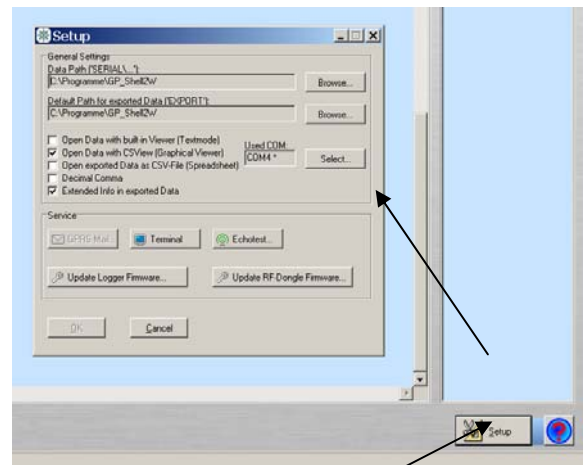 Setup
General Settings
Data Path ('SERIAL\...'):
C:\Programme\GP_Shell2W
Browse...
Default Path for exported Data ('EXPORT'):
C:\Programme\GP_Shell2W
Browse...
Open Data with built in Viewer (Textmode)
Open Data with CSView (Graphical Viewer)
Open exported Data as CSV-File (Spreadsheet)
Decimal Comma
Extended Info in exported Data
Used COM:
COM4 *
Select...
Service
GPRS Mail...
Terminal
Echotest...
Update Logger Firmware...
Update RF-Dongle Firmware...
OK
Cancel
Setup
?